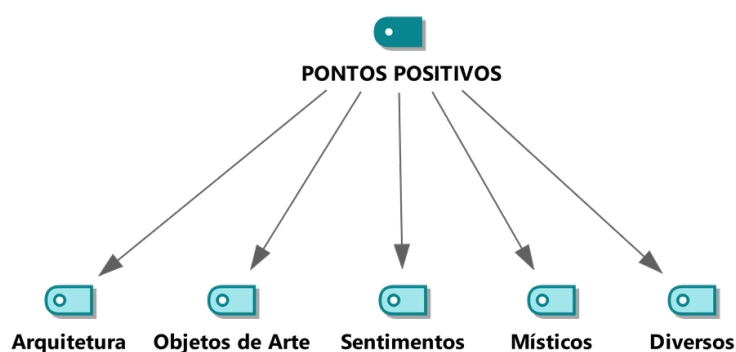 PONTOS POSITIVOS
Arquitetura
Objetos de Arte
Sentimentos
Místicos
Diversos